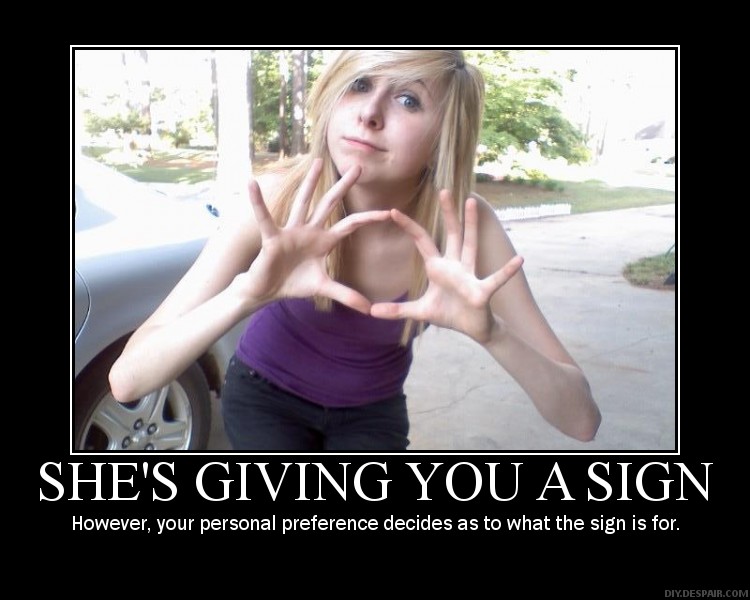 SHE'S GIVING YOU A SIGN
However, your personal preference decides as to what the sign is for.
DIY.DESPAIR.COM